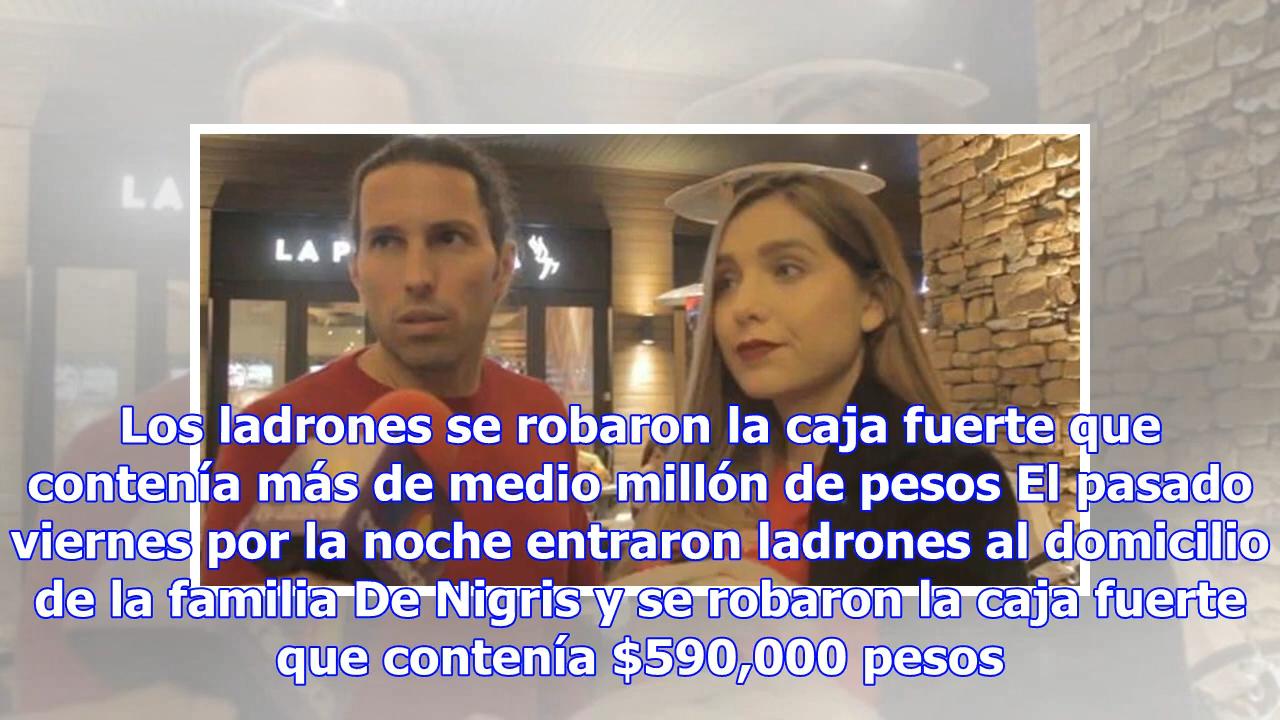 LA
LA P
Los ladrones se robaron la caja fuerte que
contenía más de medio millón de pesos El pasado
viernes por la noche entraron ladrones al domicilio
de la familia De Nigris y se robaron la caja fuerte
que contenía $590,000 pesos